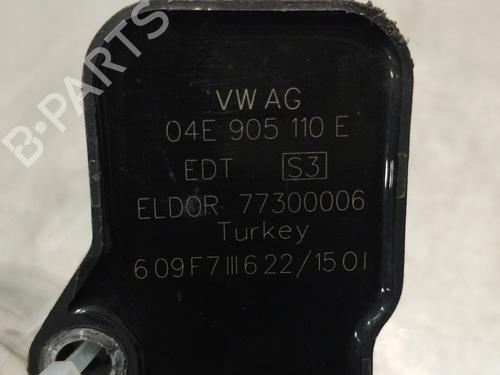 B-PARTS
VW AG
04E 905 110 E
EDT S3
ELDOR 77300006
Turkey
609F7III622/1501